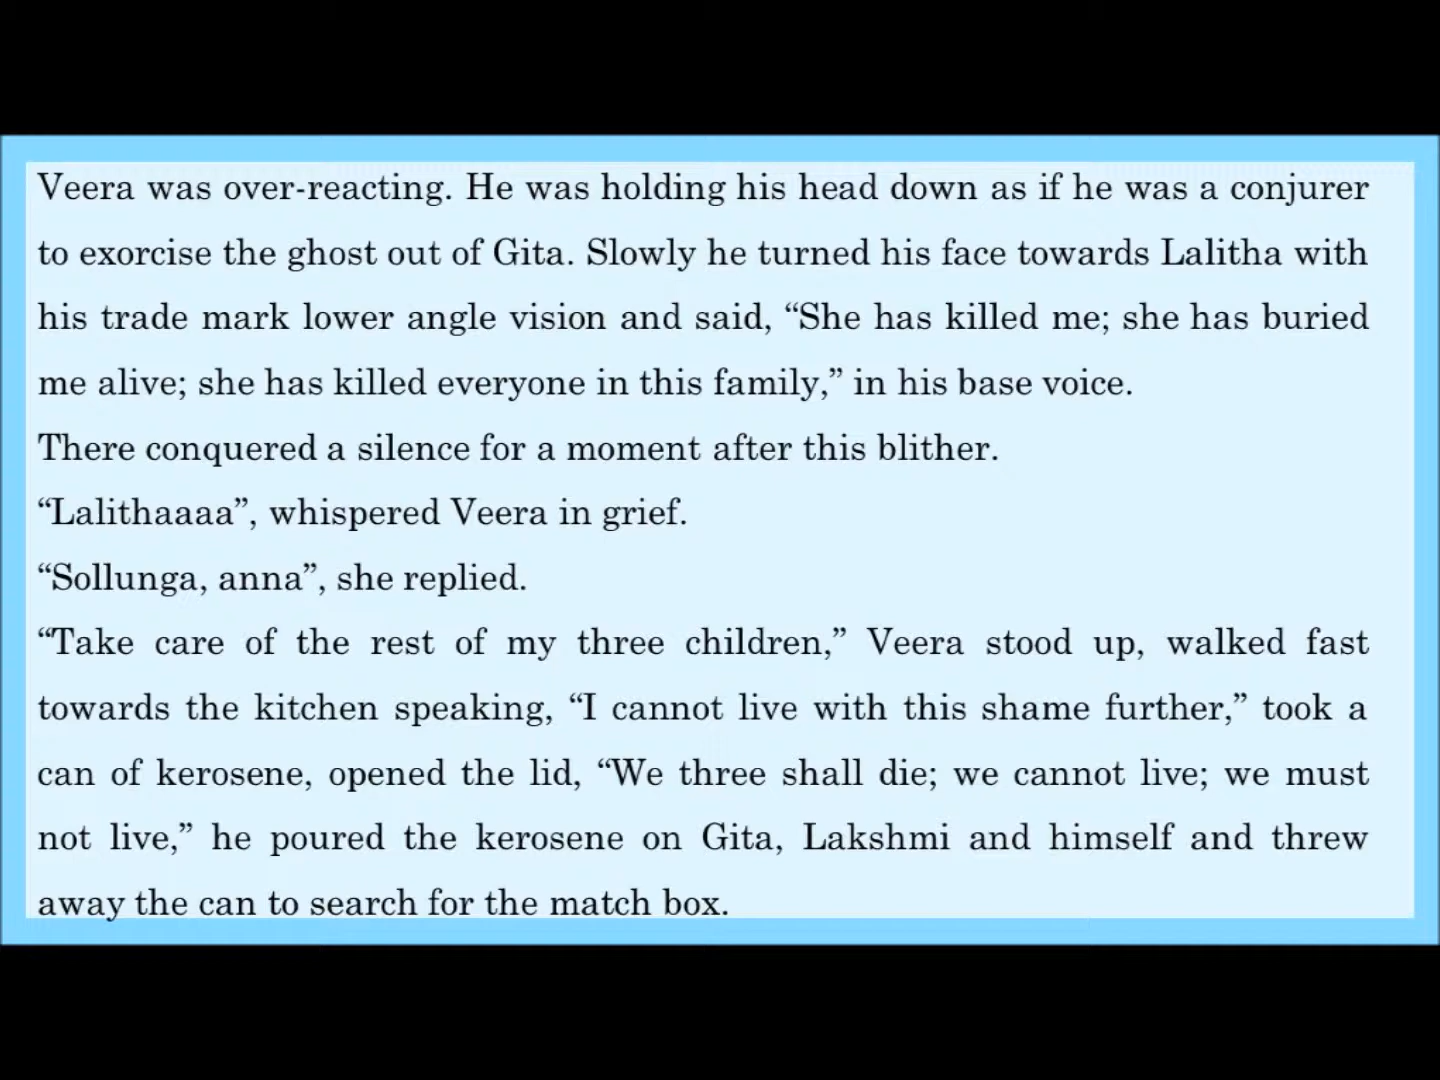 Veera was over-reacting. He was holding his head down as if he was a conjurer
to exorcise the ghost out of Gita. Slowly he turned his face towards Lalitha with
his trade mark lower angle vision and said, “She has killed me; she has buried
me alive; she has killed everyone in this family,” in his base voice.
There conquered a silence for a moment after this blither.
“Lalithaaaa”, whispered Veera in grief.
“Sollunga, anna”, she replied.
“Take care of the rest of my three children,” Veera stood up, walked fast
towards the kitchen speaking, “I cannot live with this shame further,” took a
can of kerosene, opened the lid, “We three shall die; we cannot live; we must
not live,” he poured the kerosene on Gita, Lakshmi and himself and threw
away the can to search for the match box.